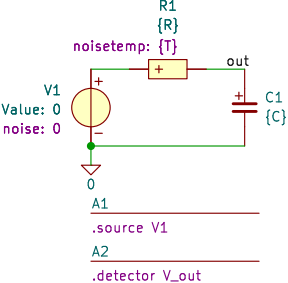 R1
{R}
noisetemp: {T}
out
V1
Value: 0
noise: 0
C1
{C}
0
A1
.source V1
A2
.detector V_out